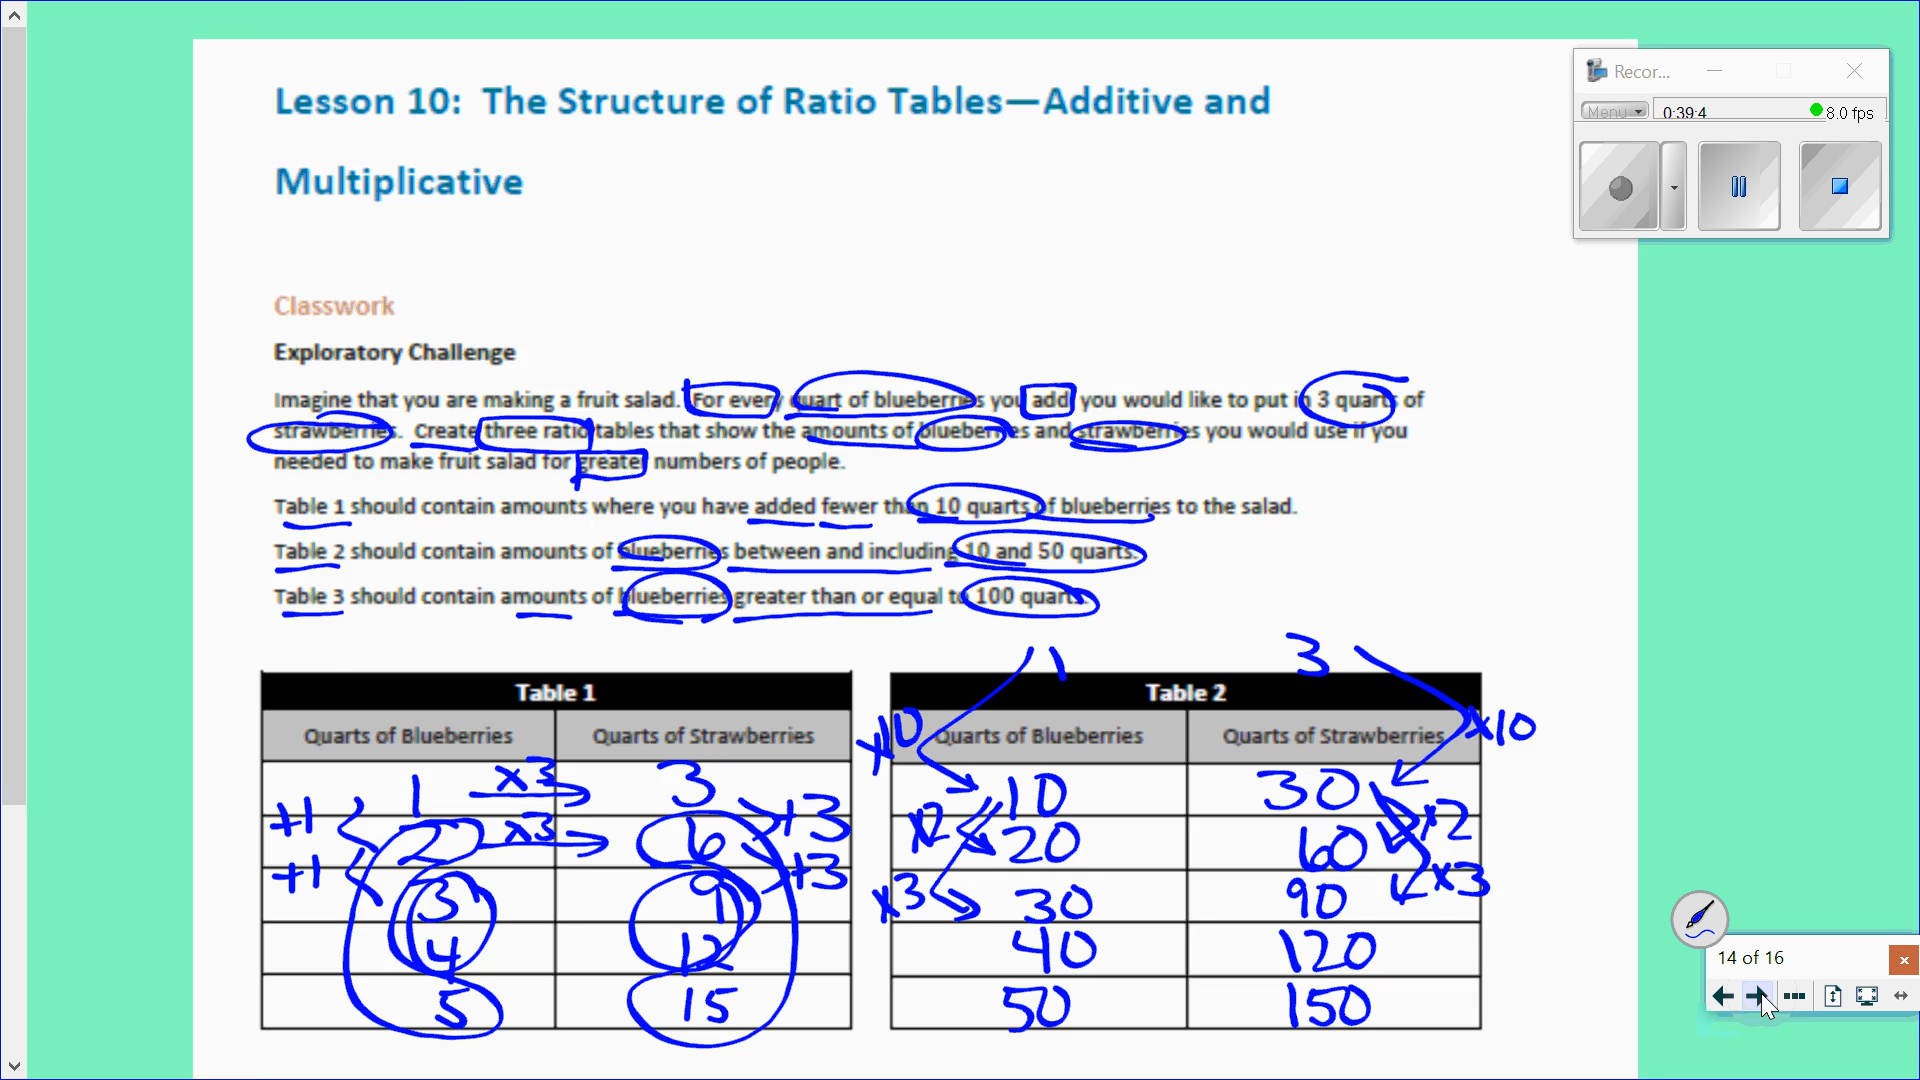 Lesson 10: The Structure of Ratio Tables—Additive and
Multiplicative
Classwork
Exploratory Challenge
Imagine that you are making a fruit salad. For every quart of blueberries you add, you would like to put in 3 quarts of
strawberries. Create three ratio tables that show the amounts of blueberries and strawberries you would use if you
needed to make fruit salad for greater numbers of people.
Table 1 should contain amounts where you have added fewer than 10 quarts of blueberries to the salad.
Table 2 should contain amounts of blueberries between and including 10 and 50 quarts.
Table 3 should contain amounts of blueberries greater than or equal to 100 quarts.
1 3
Table 1
Quarts of Blueberries Quarts of Strawberries
1 x3 3
+1 +3
2 x3 6
+1 +3
3 9
4 12
5 15
Table 2
Quarts of Blueberries Quarts of Strawberries
x10 x10
10 30
x2 x2
20 60
x3 x3
30 90
40 120
50 150
Recor...
Menu 0:39:4 8.0 fps
14 of 16